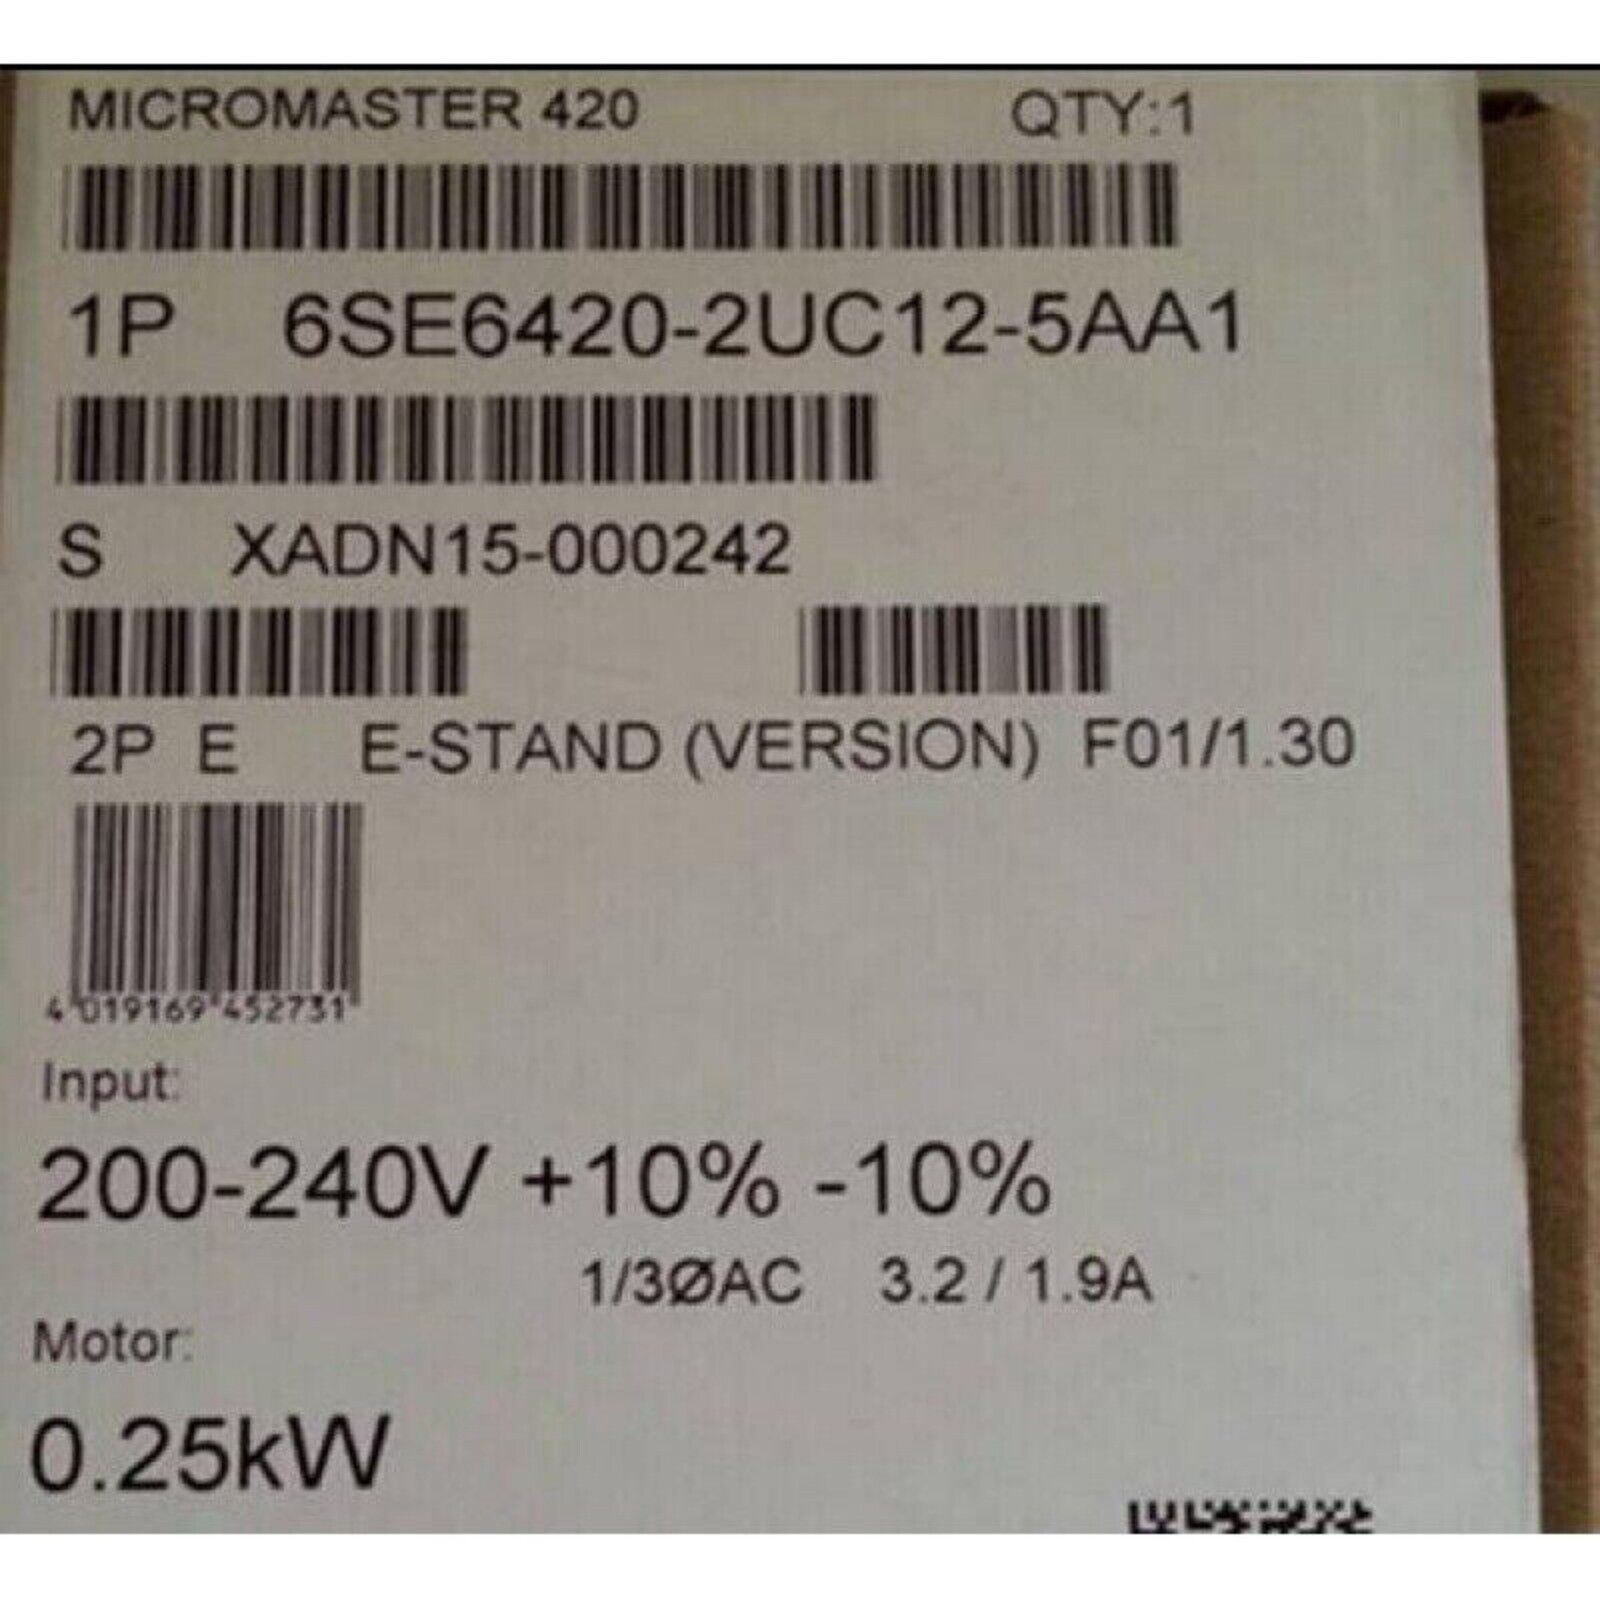 MICROMASTER 420 QTY:1
1P 6SE6420-2UC12-5AA1
S XADN15-000242
2P E E-STAND (VERSION) F01/1.30
4 019169 452731
Input:
200-240V +10% -10%
1/3ØAC 3.2 / 1.9A
Motor:
0.25kW